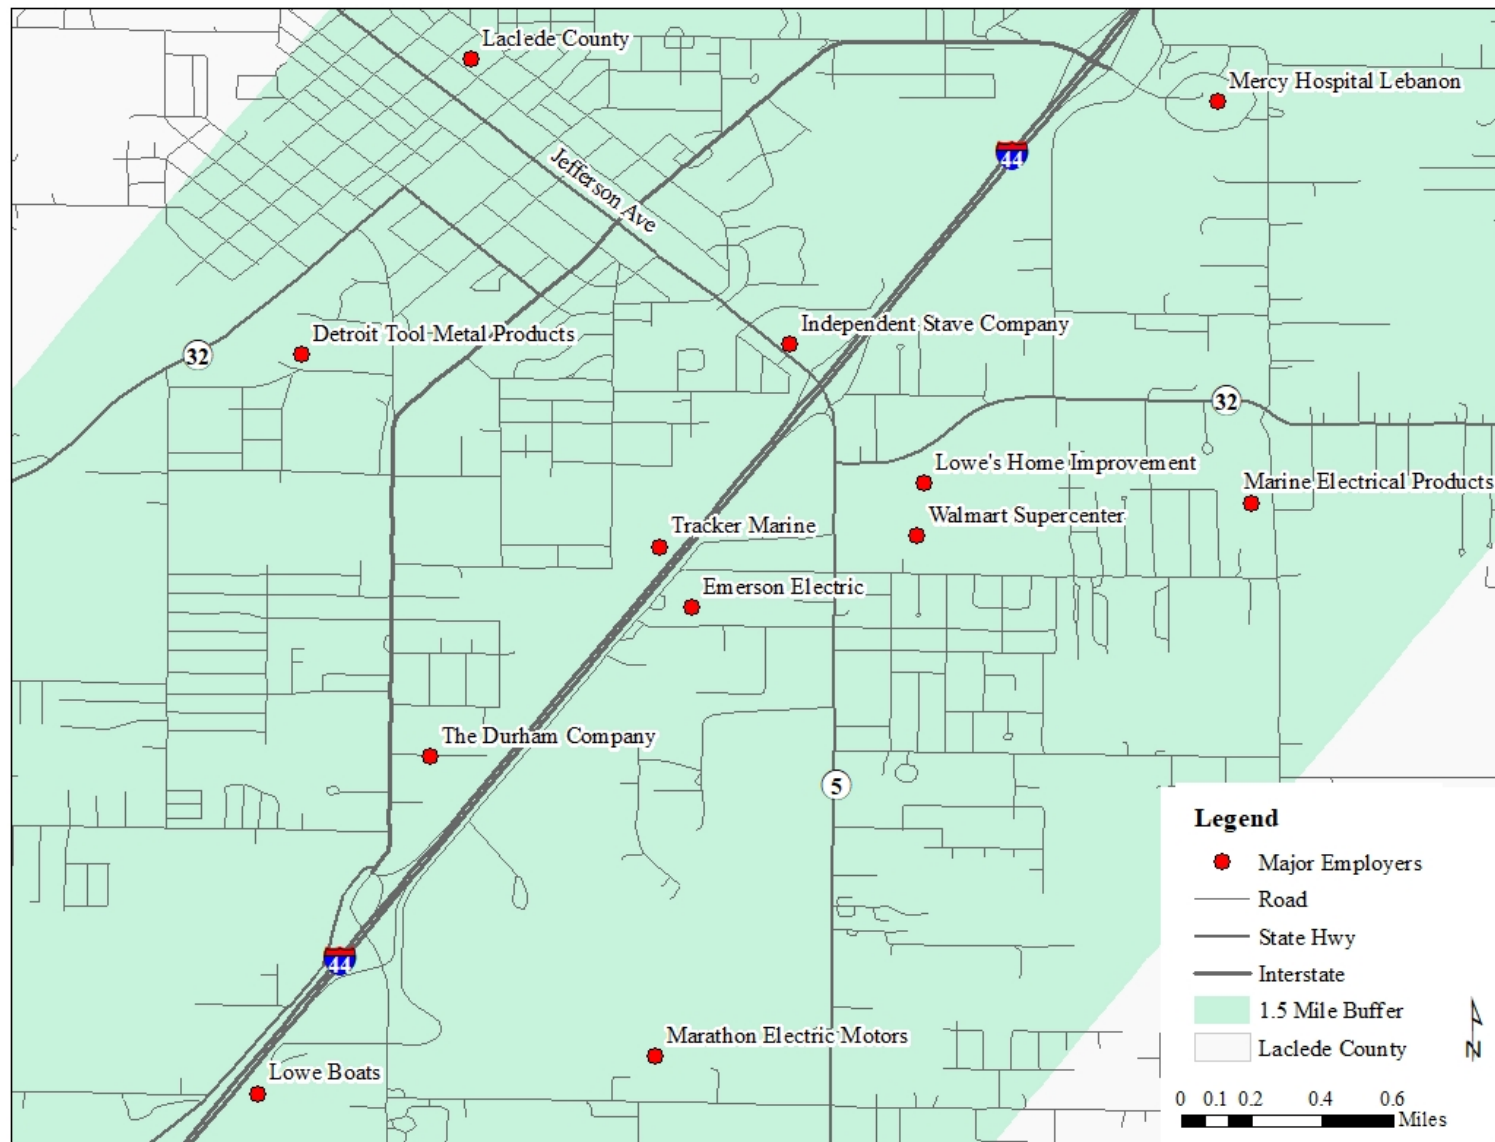 Laclede County
Mercy Hospital Lebanon
44
Jefferson Ave
Independent Stave Company
Detroit Tool Metal Products
32
32
Lowe's Home Improvement
Marine Electrical Products
Walmart Supercenter
Tracker Marine
Emerson Electric
The Durham Company
5
Legend
Major Employers
Road
State Hwy
Interstate
1.5 Mile Buffer
Laclede County
N
44
Marathon Electric Motors
Lowe Boats
0 0.1 0.2 0.4 0.6
Miles